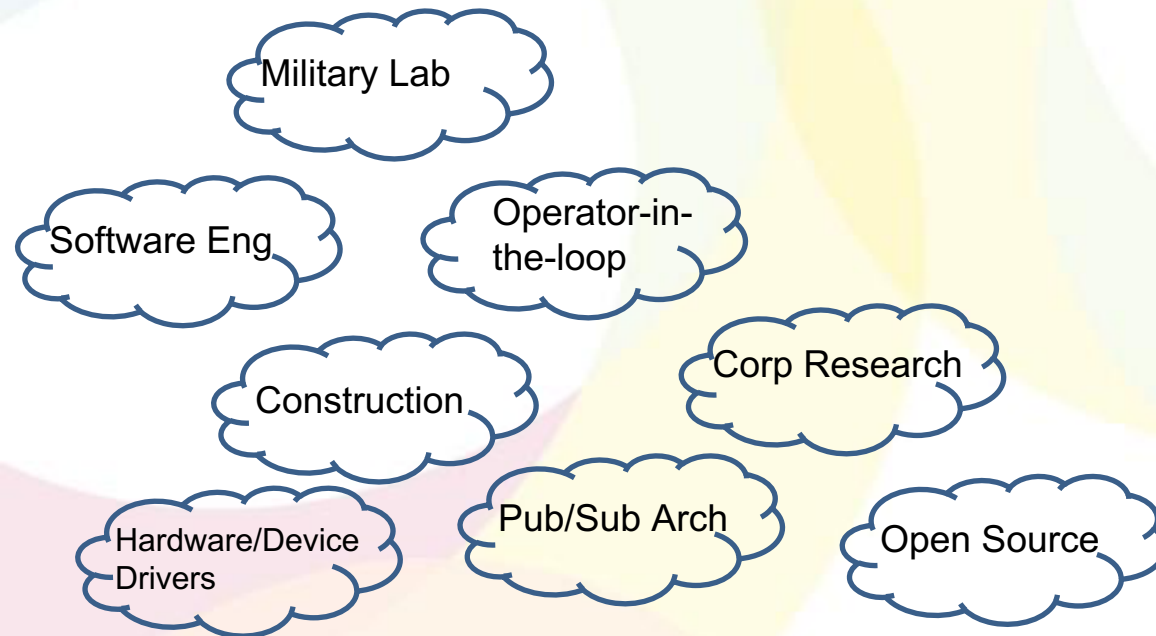 Military Lab
Software Eng
Operator-in-
the-loop
Construction
Corp Research
Hardware/Device
Drivers
Pub/Sub Arch
Open Source